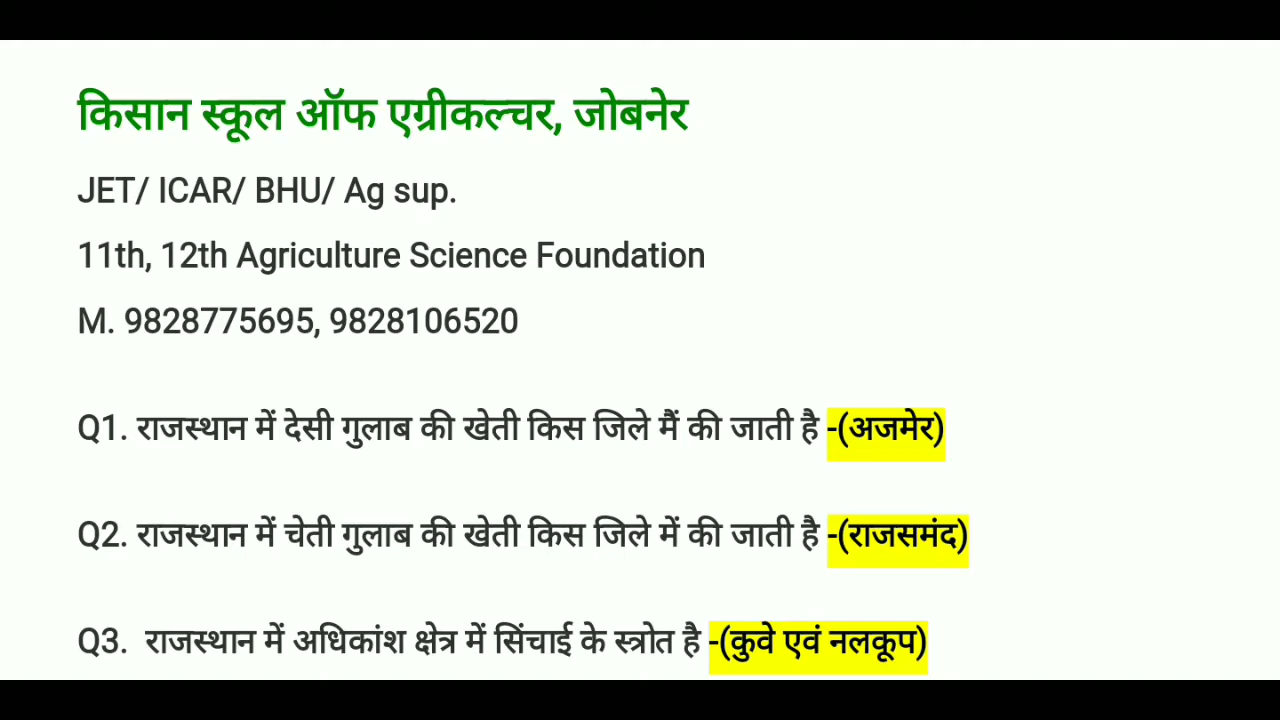 किसान स्कूल ऑफ एग्रीकल्चर, जोबनेर
JET/ ICAR/ BHU/ Ag sup.
11th, 12th Agriculture Science Foundation
M. 9828775695, 9828106520
Q1. राजस्थान में देसी गुलाब की खेती किस जिले मैं की जाती है -(अजमेर)
Q2. राजस्थान में चेती गुलाब की खेती किस जिले में की जाती है -(राजसमंद)
Q3. राजस्थान में अधिकांश क्षेत्र में सिंचाई के स्त्रोत है -(कुवे एवं नलकूप)